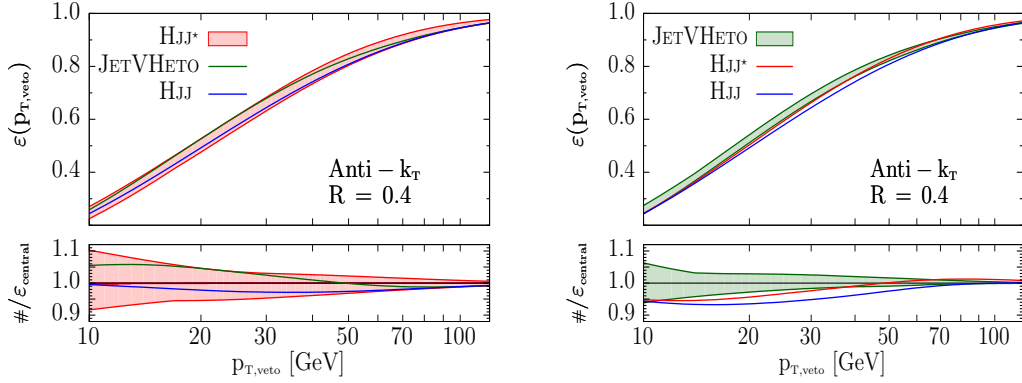 ε(p_T,veto)
1.0
0.8
0.6
0.4
HJJ⋆
JETVHETO
HJJ
Anti − k_T
R = 0.4
#/ε_central
1.1
1.0
0.9
10 20 30 50 70 100
p_T,veto [GeV]
ε(p_T,veto)
1.0
0.8
0.6
0.4
JETVHETO
HJJ⋆
HJJ
Anti − k_T
R = 0.4
#/ε_central
1.1
1.0
0.9
10 20 30 50 70 100
p_T,veto [GeV]